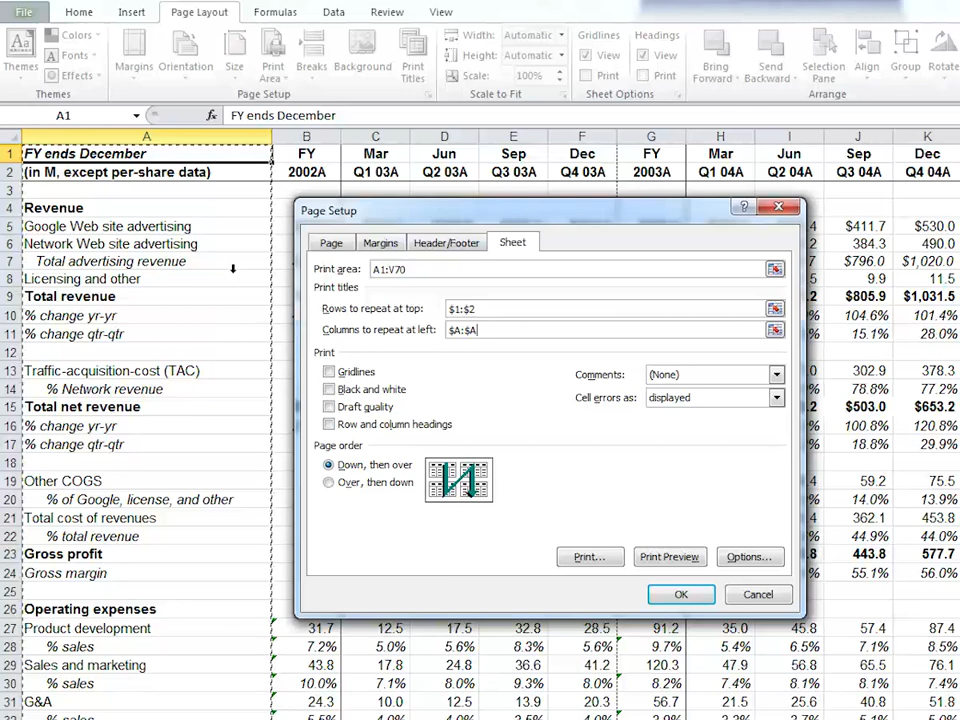 File Home Insert Page Layout Formulas Data Review View
Themes Colors Fonts Effects Margins Orientation Size Print Area Breaks Background Print Titles Width: Automatic Height: Automatic Scale: 100% Gridlines View Print Headings View Print Bring Forward Send Backward Selection Pane Align Group Rotate
Themes Page Setup Scale to Fit Sheet Options Arrange
A1 fx FY ends December
A B C D E F G H I J K
1 FY ends December FY Mar Jun Sep Dec FY Mar Jun Sep Dec
2 (in M, except per-share data) 2002A Q1 03A Q2 03A Q3 03A Q4 03A 2003A Q1 04A Q2 04A Q3 04A Q4 04A
3
4 Revenue
5 Google Web site advertising $411.7 $530.0
6 Network Web site advertising 384.3 490.0
7 Total advertising revenue $796.0 $1,020.0
8 Licensing and other 9.9 11.5
9 Total revenue $805.9 $1,031.5
10 % change yr-yr 104.6% 101.4%
11 % change qtr-qtr 15.1% 28.0%
12
13 Traffic-acquisition-cost (TAC) 302.9 378.3
14 % Network revenue 78.8% 77.2%
15 Total net revenue $503.0 $653.2
16 % change yr-yr 100.8% 120.8%
17 % change qtr-qtr 18.8% 29.9%
18
19 Other COGS 59.2 75.5
20 % of Google, license, and other 14.0% 13.9%
21 Total cost of revenues 362.1 453.8
22 % total revenue 44.9% 44.0%
23 Gross profit 443.8 577.7
24 Gross margin 55.1% 56.0%
25
26 Operating expenses
27 Product development 31.7 12.5 17.5 32.8 28.5 91.2 35.0 45.8 57.4 87.4
28 % sales 7.2% 5.0% 5.6% 8.3% 5.6% 9.7% 5.4% 6.5% 7.1% 8.5%
29 Sales and marketing 43.8 17.8 24.8 36.6 41.2 120.3 47.9 56.8 65.5 76.1
30 % sales 10.0% 7.1% 8.0% 9.3% 8.0% 8.2% 7.4% 8.1% 8.1% 7.4%
31 G&A 24.3 10.0 12.5 13.9 20.3 56.7 21.5 25.6 40.8 51.8
Page Setup
Page Margins Header/Footer Sheet
Print area: A1:V70
Print titles
Rows to repeat at top: $1:$2
Columns to repeat at left: $A:$A
Print
Gridlines Comments: (None)
Black and white Cell errors as: displayed
Draft quality
Row and column headings
Page order
Down, then over
Over, then down
Print... Print Preview Options...
OK Cancel